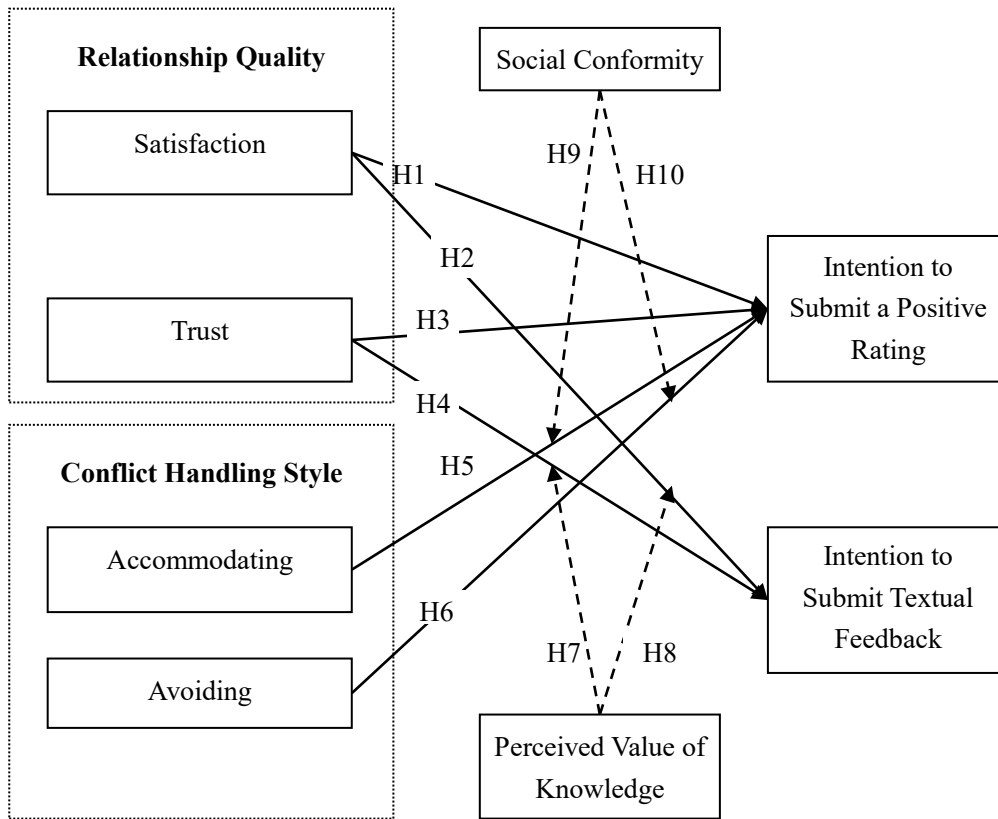 Relationship Quality
Satisfaction
Trust
Conflict Handling Style
Accommodating
Avoiding
Social Conformity
H9
H10
H1
H2
H3
H4
H5
H6
H7
H8
Perceived Value of
Knowledge
Intention to
Submit a Positive
Rating
Intention to
Submit Textual
Feedback